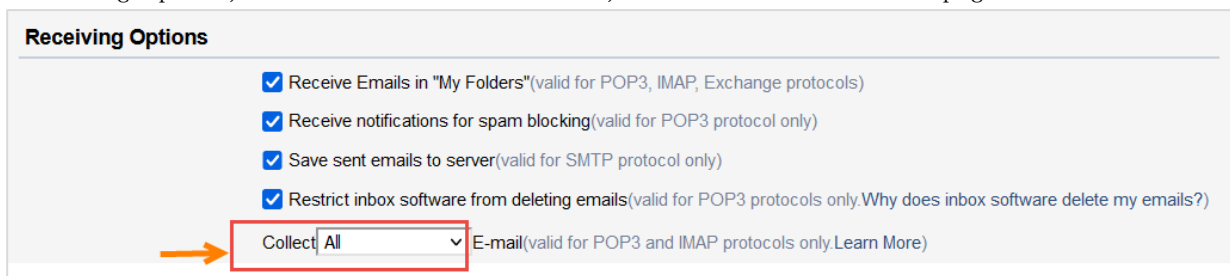 Receiving Options
Receive Emails in "My Folders"(valid for POP3, IMAP, Exchange protocols)
Receive notifications for spam blocking(valid for POP3 protocol only)
Save sent emails to server(valid for SMTP protocol only)
Restrict inbox software from deleting emails(valid for POP3 protocols only.Why does inbox software delete my emails?)
Collect All E-mail(valid for POP3 and IMAP protocols only.Learn More)